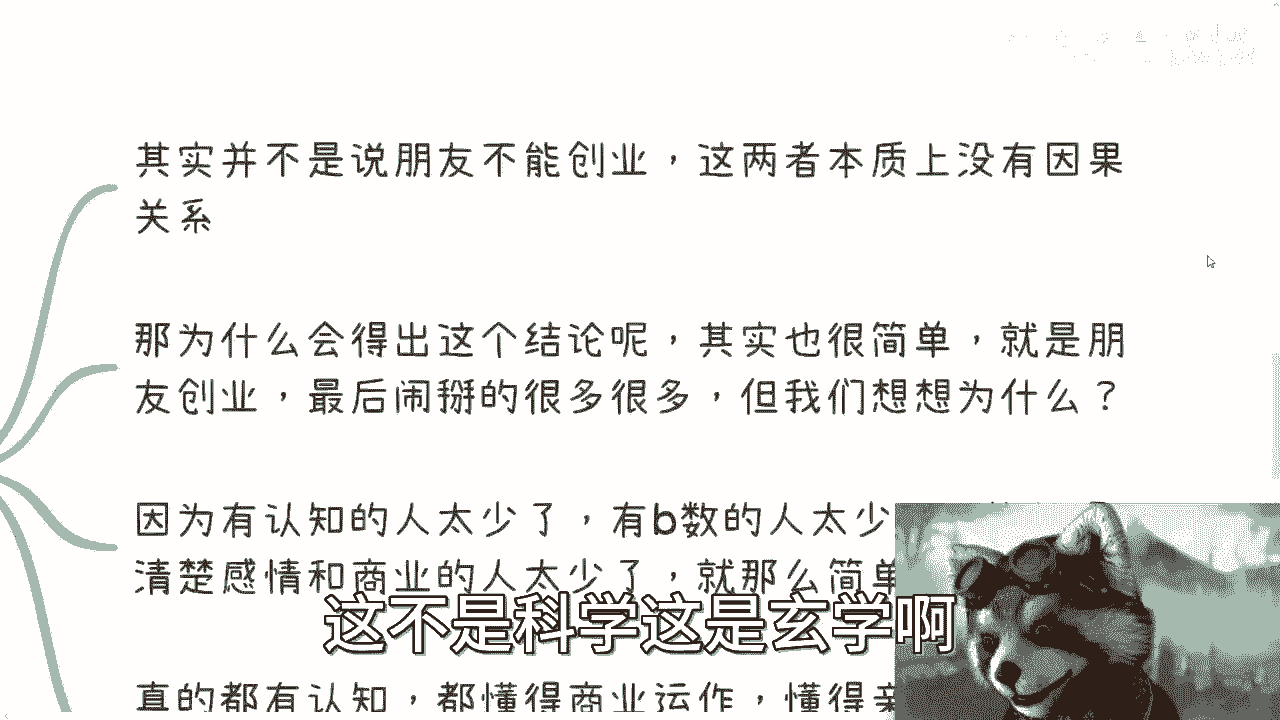 其实并不是说朋友不能创业，这两者本质上没有因果
关系
那为什么会得出这个结论呢，其实也很简单，就是朋
友创业，最后闹掰的很多很多，但我们想想为什么？
因为有认知的人太少了，有b数的人太少
清楚感情和商业的人太少了，就那么简单
这不是科学这是玄学啊
真的都有认知，都懂得商业运作，懂得亲